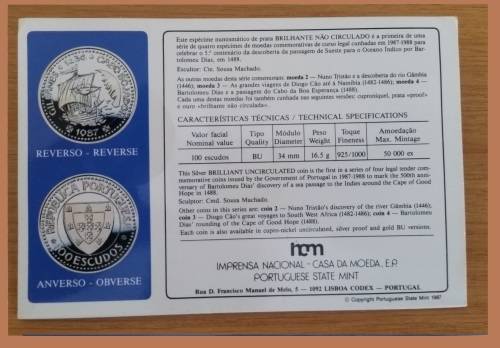 1987
REVERSO - REVERSE
REPUBLICA PORTUGUESA
100 ESCUDOS
ANVERSO - OBVERSE
Este espécime numismático de prata BRILHANTE NÃO CIRCULADO é a primeira de uma
série de quatro espécimes de moedas comemorativas de curso legal cunhadas em 1987-1988 para
celebrar o 5.º centenário da descoberta da passagem de Sueste para o Oceano Índico por Bar-
tolomeu Dias, em 1488.
Escultor: Cte. Sousa Machado.
As outras moedas desta série comemoram: moeda 2 — Nuno Tristão e a descoberta do rio Gâmbia
(1446); moeda 3 — As grandes viagens de Diogo Cão até à Namíbia (1482-1486); moeda 4 —
Bartolomeu Dias e a passagem do Cabo da Boa Esperança (1488).
Cada uma destas moedas foi também cunhada nas seguintes versões: cuproníquel, prata «proof»
e ouro «brilhante não circulado».
CARACTERÍSTICAS TÉCNICAS / TECHNICAL SPECIFICATIONS
Valor facial Tipo Módulo Peso Toque Amoedação
Nominal value Quality Diameter Weight Fineness Max. Mintage
100 escudos BU 34 mm 16.5 g 925/1000 50 000 ex
This Silver BRILLIANT UNCIRCULATED coin is the first in a series of four legal tender com-
memorative coins issued by the Government of Portugal in 1987-1988 to mark the 500th anni-
versary of Bartolomeu Dias' discovery of a sea passage to the Indies around the Cape of Good
Hope in 1488.
Sculptor: Cmd. Sousa Machado.
Other coins in this series are: coin 2 — Nuno Tristão's discovery of the river Gâmbia (1446);
coin 3 — Diogo Cão's great voyages to South West Africa (1482-1486); coin 4 — Bartolomeu
Dias' rounding of the Cape of Good Hope (1488).
Each coin is also available in cupro-nickel uncirculated, silver proof and gold BU versions.
incm
IMPRENSA NACIONAL - CASA DA MOEDA, E.P.
PORTUGUESE STATE MINT
Rua D. Francisco Manuel de Melo, 5 — 1092 LISBOA CODEX — PORTUGAL
© Copyright Portuguese State Mint 1987